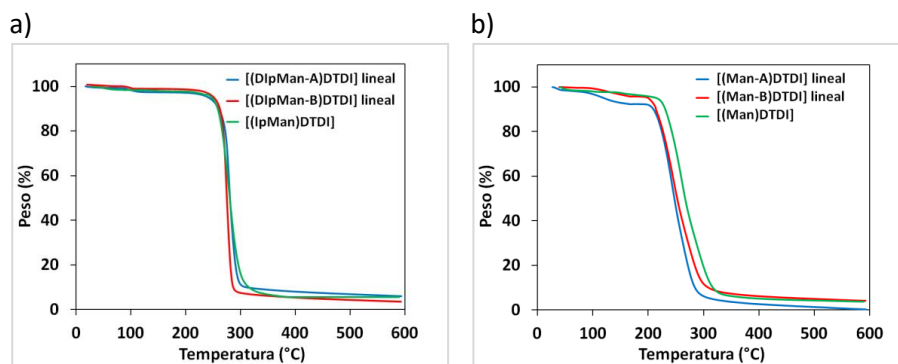 a)
[(DIpMan-A)DTDI] lineal
[(DIpMan-B)DTDI] lineal
[(IpMan)DTDI]
Peso (%)
100
80
60
40
20
0
0 100 200 300 400 500 600
Temperatura (°C)
b)
[(Man-A)DTDI] lineal
[(Man-B)DTDI] lineal
[(Man)DTDI]
Peso (%)
100
80
60
40
20
0
0 100 200 300 400 500 600
Temperatura (°C)